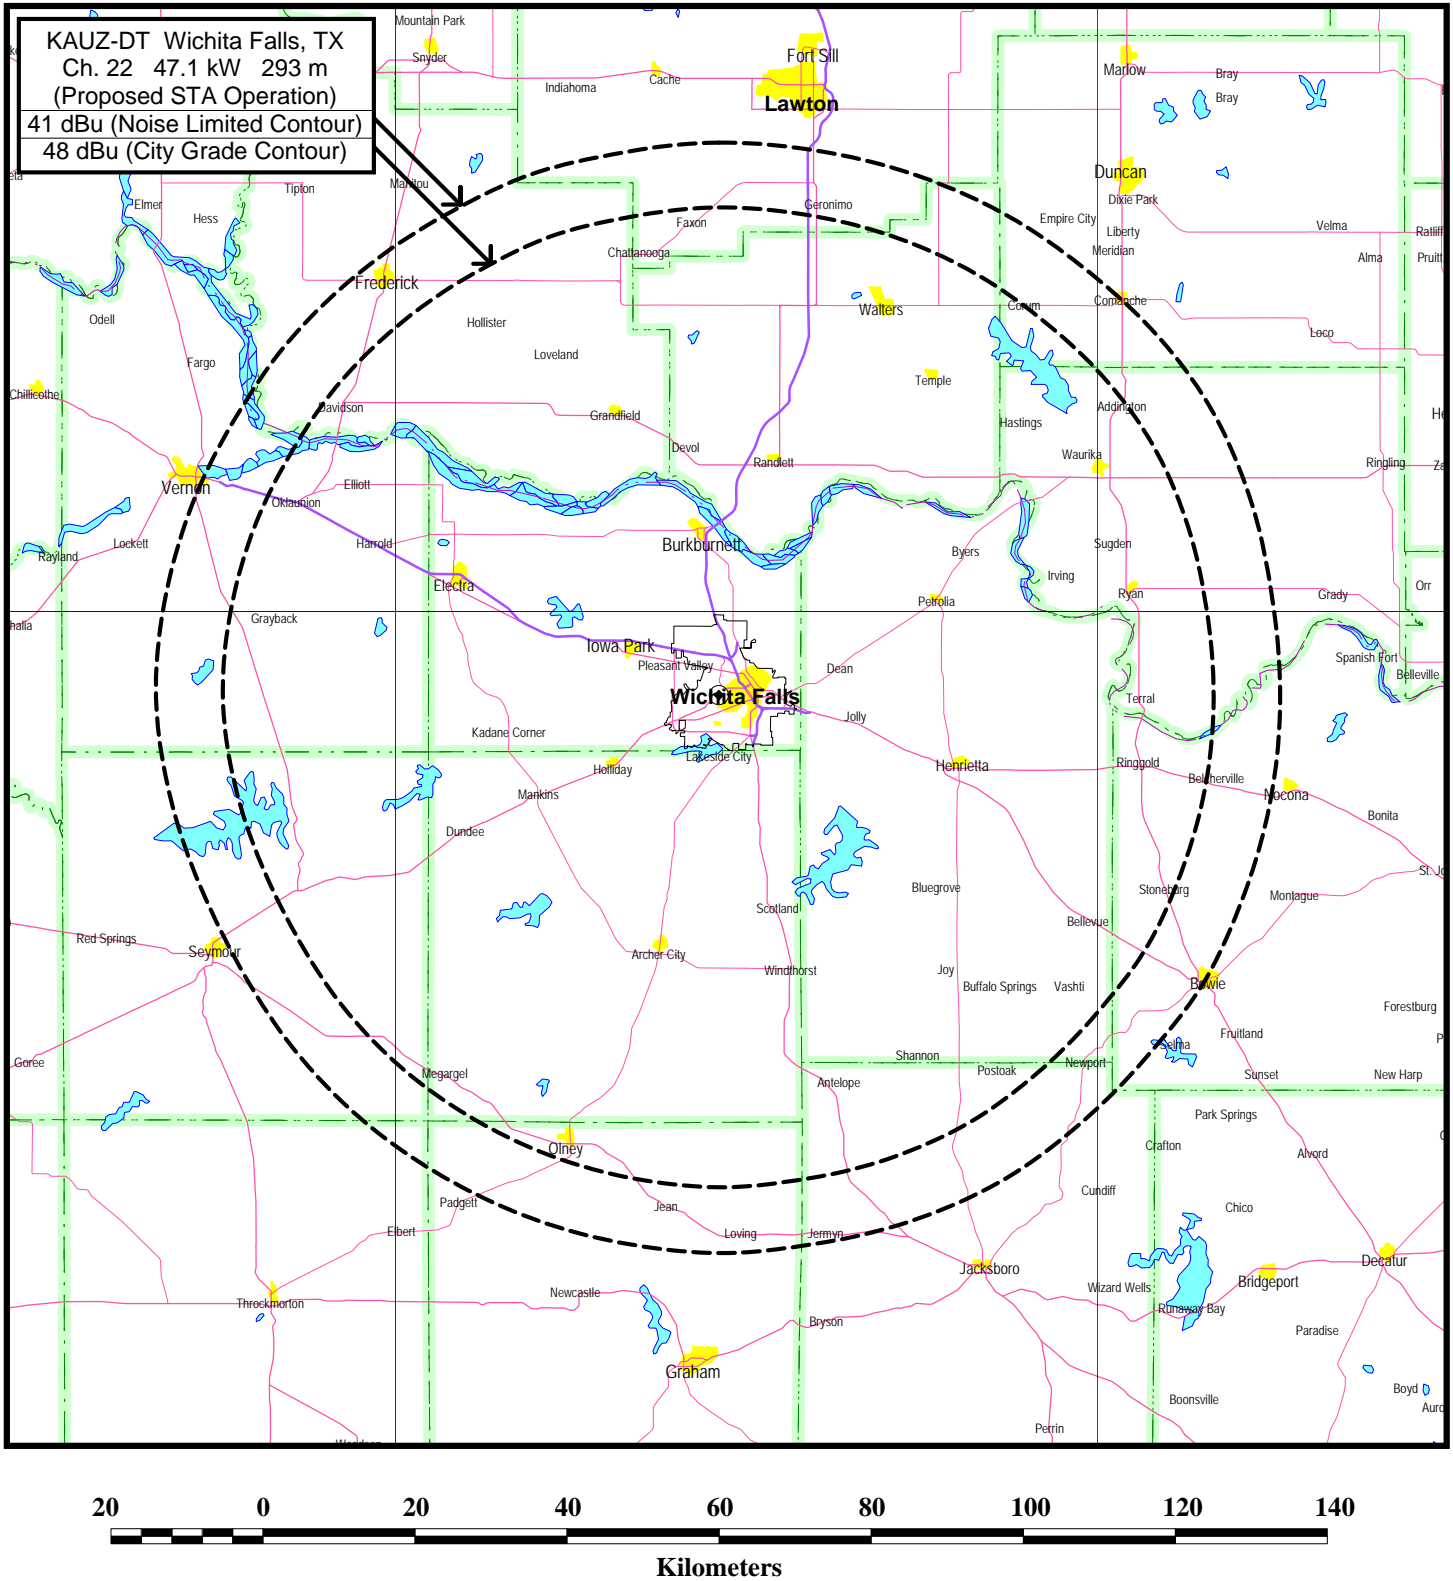 KAUZ-DT Wichita Falls, TX
Ch. 22 47.1 kW 293 m
(Proposed STA Operation)
41 dBu (Noise Limited Contour)
48 dBu (City Grade Contour)
Mountain Park
Snyder
Indiahoma
Cache
Fort Sill
Lawton
Marlow
Bray
Bray
Tipton
Manitou
Elmer
Hess
Faxon
Geronimo
Chattanooga
Duncan
Dixie Park
Empire City
Liberty
Meridian
Velma
Ratliff
Alma
Pruitt
Frederick
Odell
Hollister
Walters
Corum
Comanche
Loco
Fargo
Loveland
Temple
Chillicothe
Davidson
Grandfield
Addington
Hastings
He
Devol
Randlett
Waurika
Ringling
Za
Vernon
Elliott
Oklaunion
Lockett
Rayland
Harrold
Burkburnett
Byers
Sugden
Irving
Electra
Petrolia
Ryan
Grady
Orr
halia
Grayback
Iowa Park
Pleasant Valley
Dean
Spanish Fort
Belleville
Wichita Falls
Terral
Jolly
Kadane Corner
Lakeside City
Holliday
Henrietta
Ringgold
Belcherville
Nocona
Mankins
Bonita
Dundee
St. Jo
Bluegrove
Stoneburg
Montague
Scotland
Bellevue
Red Springs
Seymour
Archer City
Windthorst
Joy
Buffalo Springs
Vashti
Bowie
Forestburg
Fruitland
P
Selma
Goree
Shannon
Newport
Megargel
Postoak
Sunset
New Harp
Antelope
Park Springs
Olney
Crafton
Alvord
Cundiff
Padgett
Jean
Chico
Elbert
Loving
Jermyn
Decatur
Jacksboro
Bridgeport
Wizard Wells
Throckmorton
Newcastle
Runaway Bay
Bryson
Paradise
Graham
Boyd
Boonsville
Auro
Perrin
20 0 20 40 60 80 100 120 140
Kilometers